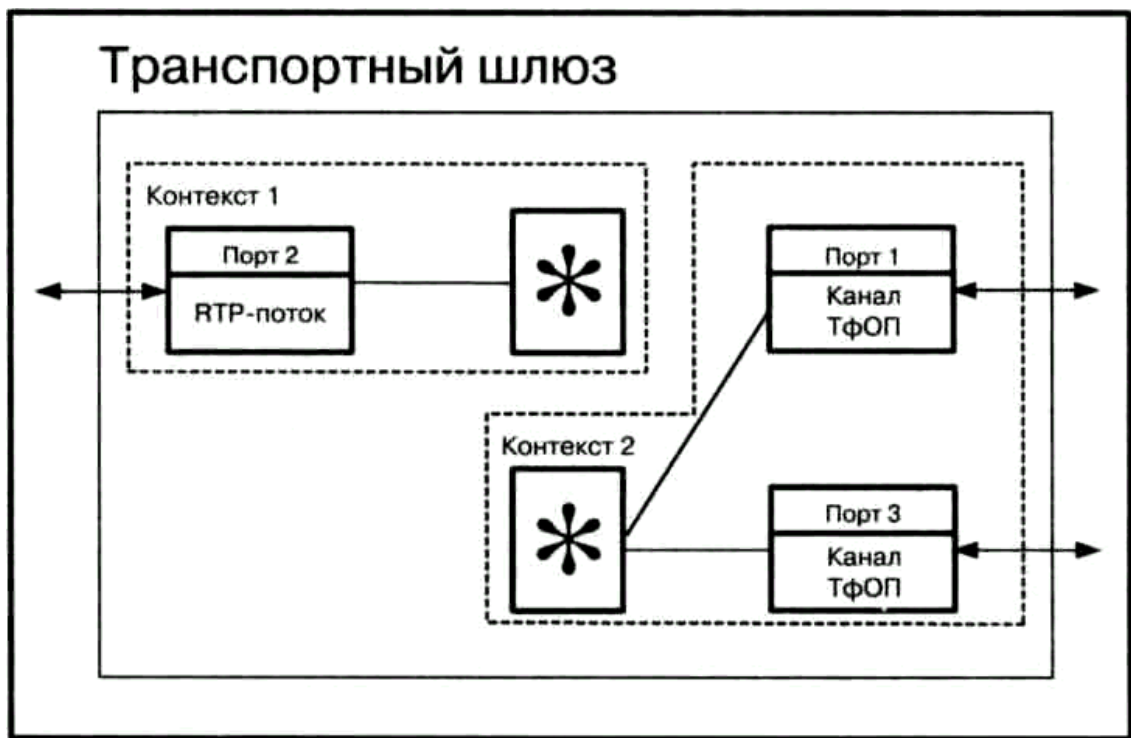 Транспортный шлюз
Контекст 1
Порт 2
RTP-поток
Порт 1
Канал
ТфОП
Контекст 2
Порт 3
Канал
ТфОП